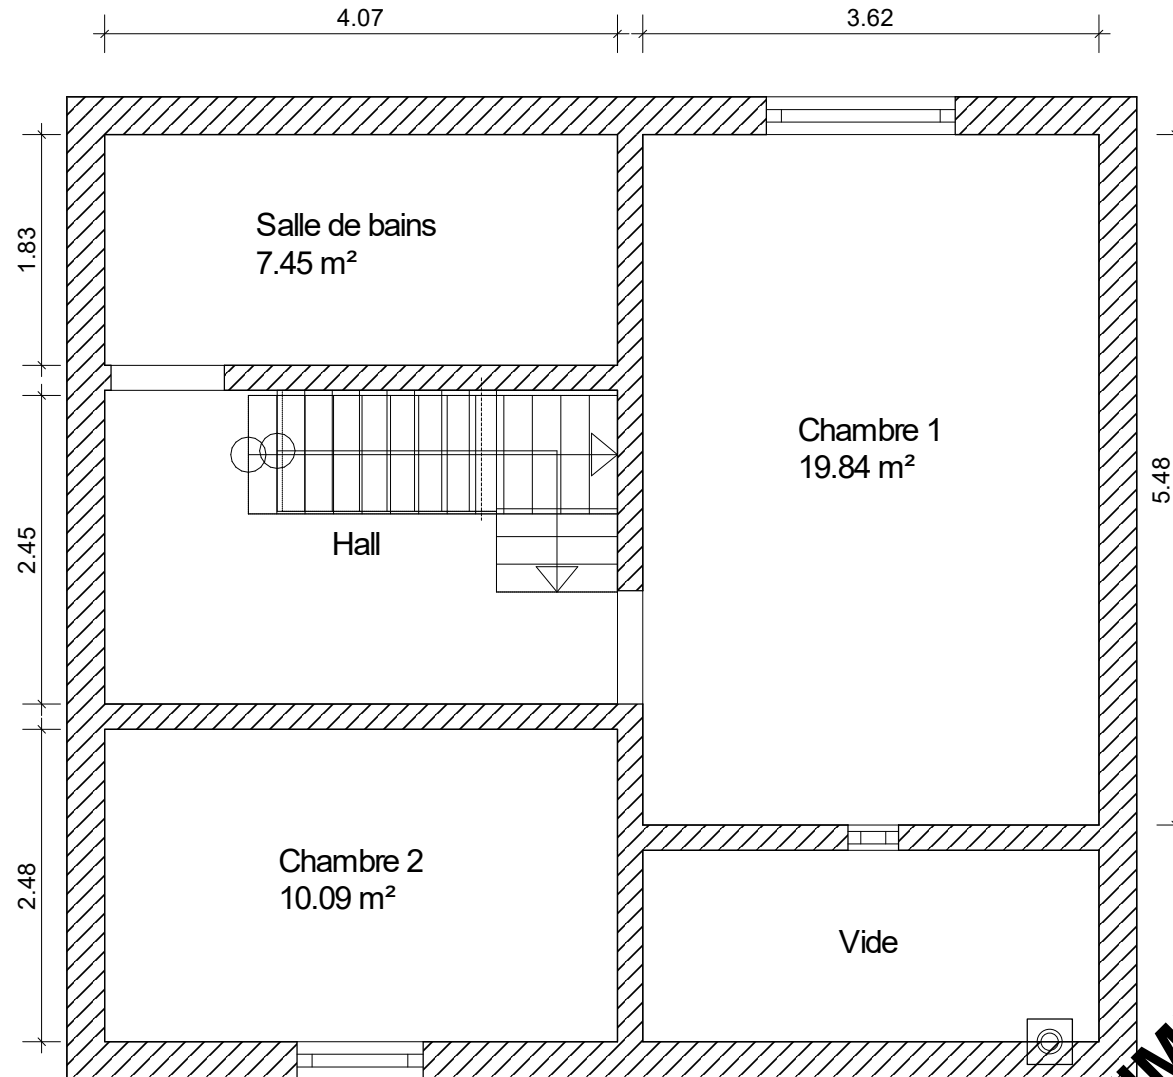 4.07
3.62
1.83
Salle de bains
7.45 m²
Chambre 1
19.84 m²
5.48
2.45
Hall
2.48
Chambre 2
10.09 m²
Vide